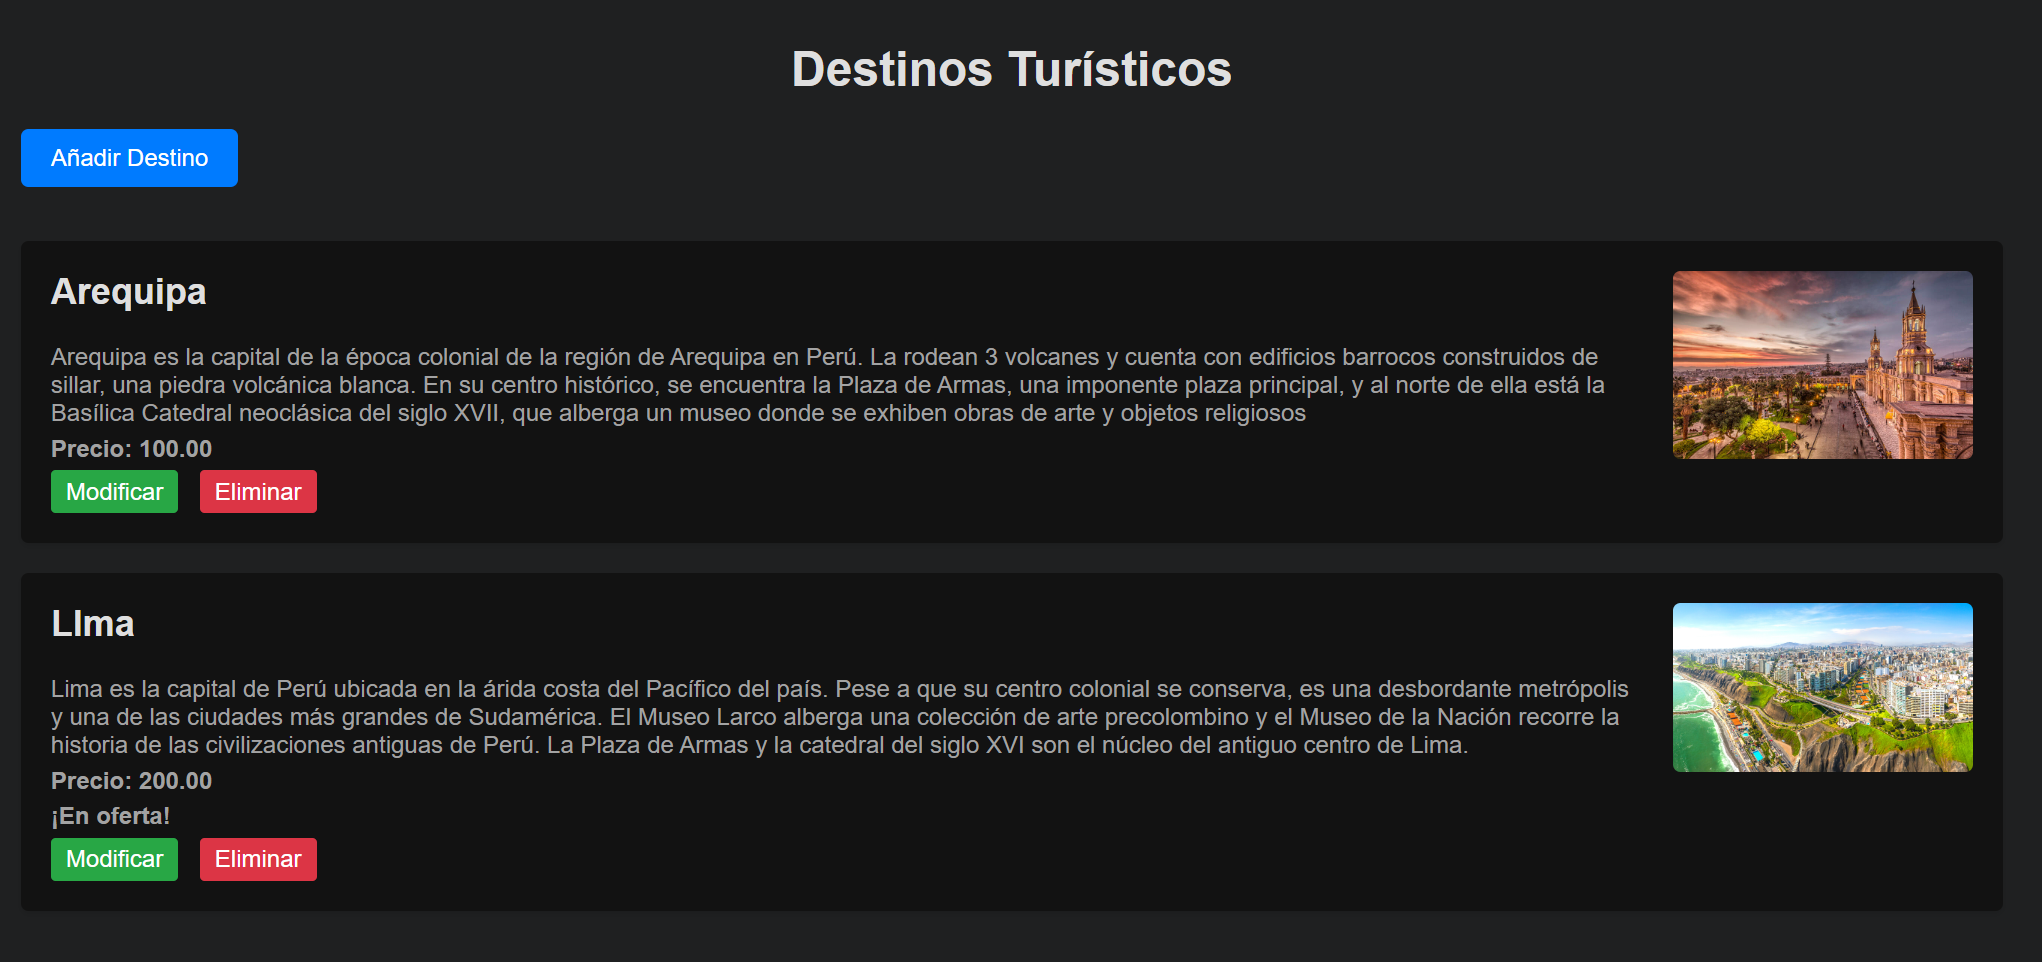 Destinos Turísticos
Añadir Destino
Arequipa
Arequipa es la capital de la época colonial de la región de Arequipa en Perú. La rodean 3 volcanes y cuenta con edificios barrocos construidos de
sillar, una piedra volcánica blanca. En su centro histórico, se encuentra la Plaza de Armas, una imponente plaza principal, y al norte de ella está la
Basílica Catedral neoclásica del siglo XVII, que alberga un museo donde se exhiben obras de arte y objetos religiosos
Precio: 100.00
Modificar Eliminar
LIma
Lima es la capital de Perú ubicada en la árida costa del Pacífico del país. Pese a que su centro colonial se conserva, es una desbordante metrópolis
y una de las ciudades más grandes de Sudamérica. El Museo Larco alberga una colección de arte precolombino y el Museo de la Nación recorre la
historia de las civilizaciones antiguas de Perú. La Plaza de Armas y la catedral del siglo XVI son el núcleo del antiguo centro de Lima.
Precio: 200.00
¡En oferta!
Modificar Eliminar